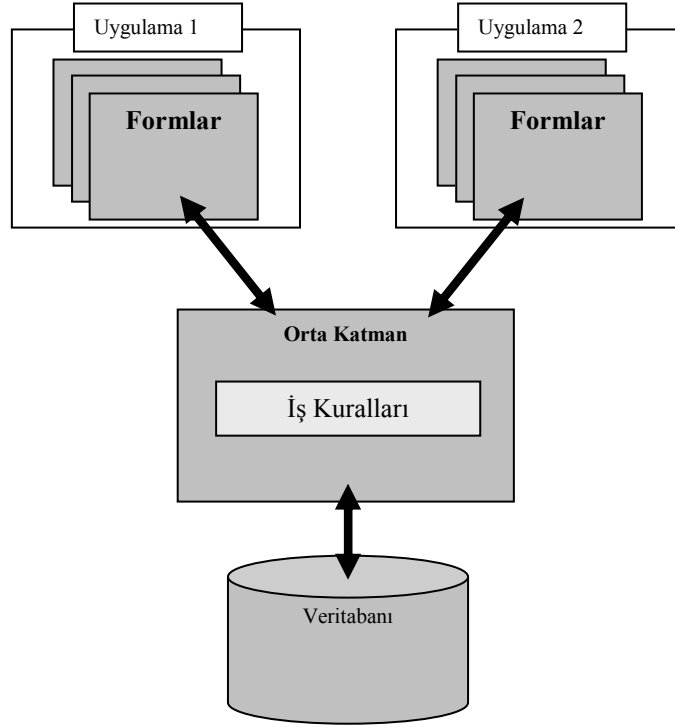 Uygulama 1
Uygulama 2
Formlar
Formlar
Orta Katman
İş Kuralları
Veritabanı